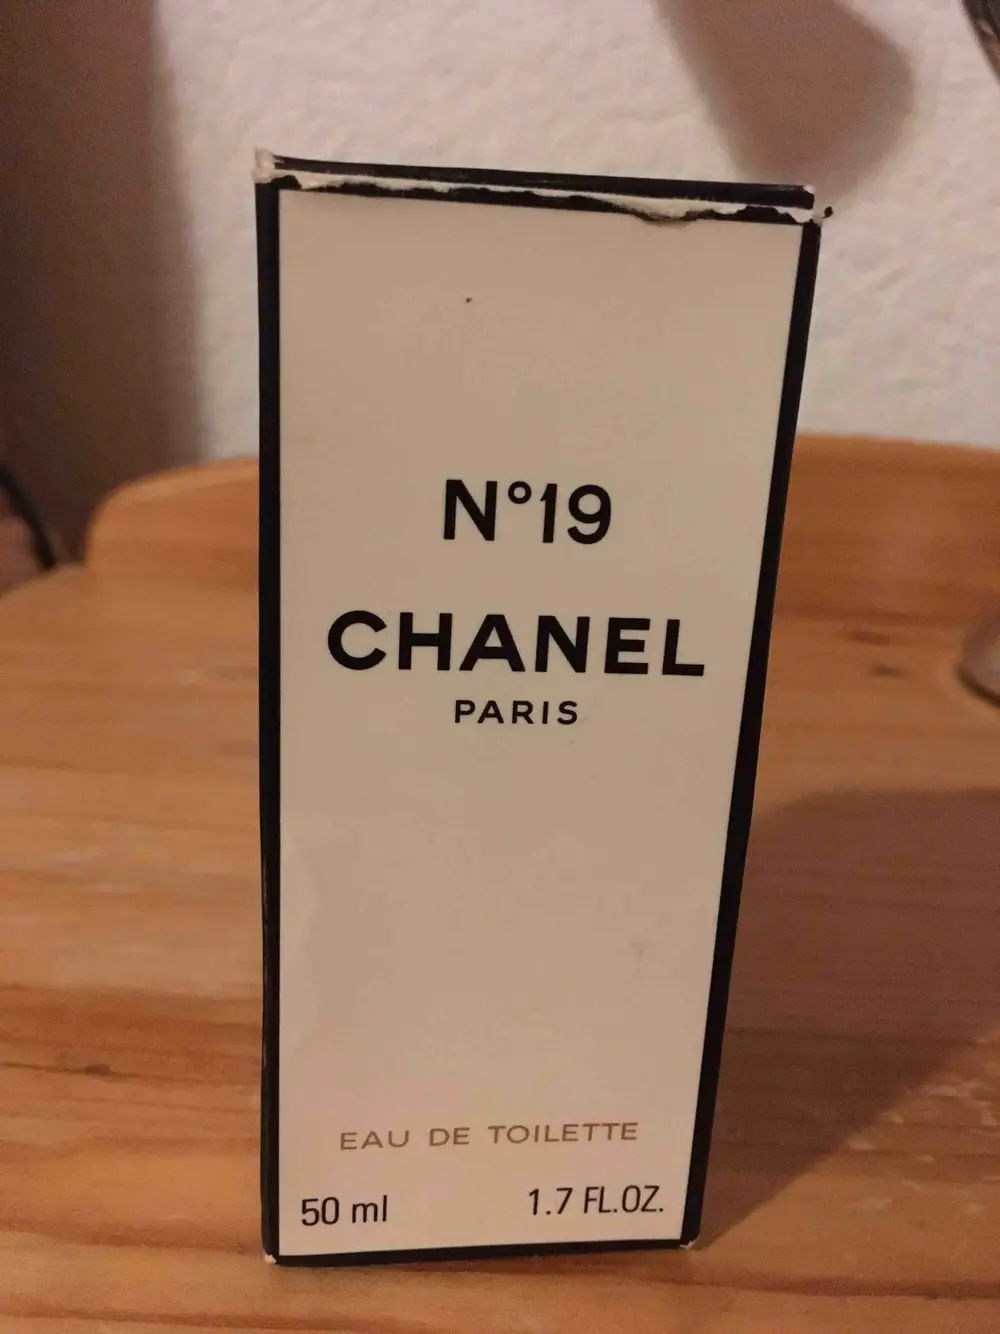 N°19
CHANEL
PARIS
EAU DE TOILETTE
50 ml 1.7 FL.OZ.